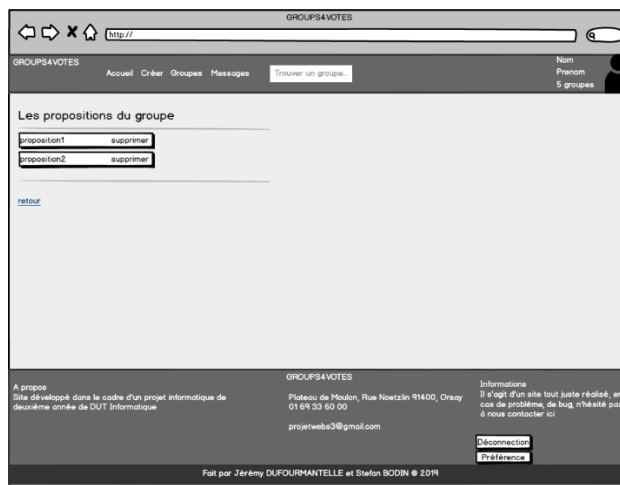 GROUPS4VOTES
http://
GROUPS4VOTES
Accueil Créer Groupes Messages
Trouver un groupe...
Nom
Prenom
5 groupes
Les propositions du groupe
proposition1 supprimer
proposition2 supprimer
retour
A propos
Site développé dans le cadre d'un projet informatique de
deuxième année de DUT Informatique
GROUPS4VOTES
Plateau de Moulon, Rue Noetzlin 91400, Orsay
01 69 33 60 00
projetwebs3@gmail.com
Informations
Il s'agit d'un site tout juste réalisé, en
cas de problème, de bug, n'hésité pas
à nous contacter ici
Déconnection
Préférence
Fait par Jérémy DUFOURMANTELLE et Stefan BODIN © 2019